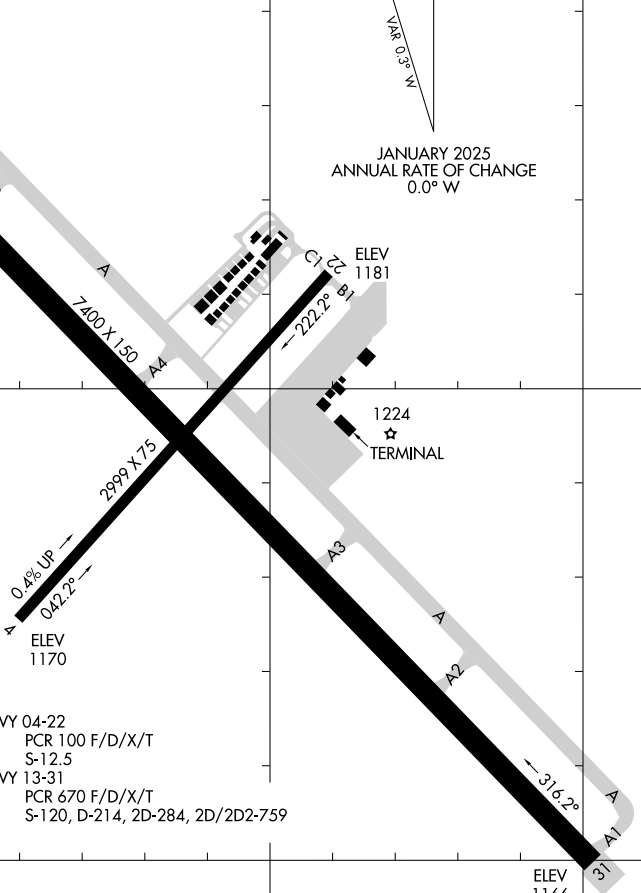 VAR 0.3° W
JANUARY 2025
ANNUAL RATE OF CHANGE
0.0° W
A
C1
22
ELEV
1181
B1
222.2°
7400 X 150
A4
1224
TERMINAL
2999 X 75
A3
0.4% UP
042.2°
4
ELEV
1170
A
A2
WY 04-22
PCR 100 F/D/X/T
S-12.5
WY 13-31
PCR 670 F/D/X/T
S-120, D-214, 2D-284, 2D/2D2-759
316.2°
A
A1
31
ELEV
1166